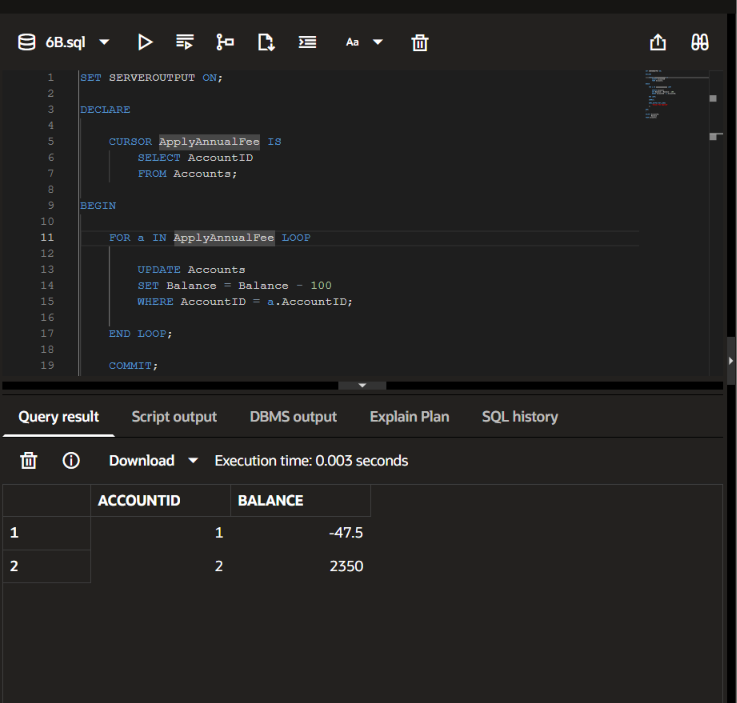 6B.sql
Aa
1 SET SERVEROUTPUT ON;
2
3 DECLARE
4
5 CURSOR ApplyAnnualFee IS
6 SELECT AccountID
7 FROM Accounts;
8
9 BEGIN
10
11 FOR a IN ApplyAnnualFee LOOP
12
13 UPDATE Accounts
14 SET Balance = Balance - 100
15 WHERE AccountID = a.AccountID;
16
17 END LOOP;
18
19 COMMIT;
Query result Script output DBMS output Explain Plan SQL history
Download Execution time: 0.003 seconds
ACCOUNTID BALANCE
1 1 -47.5
2 2 2350